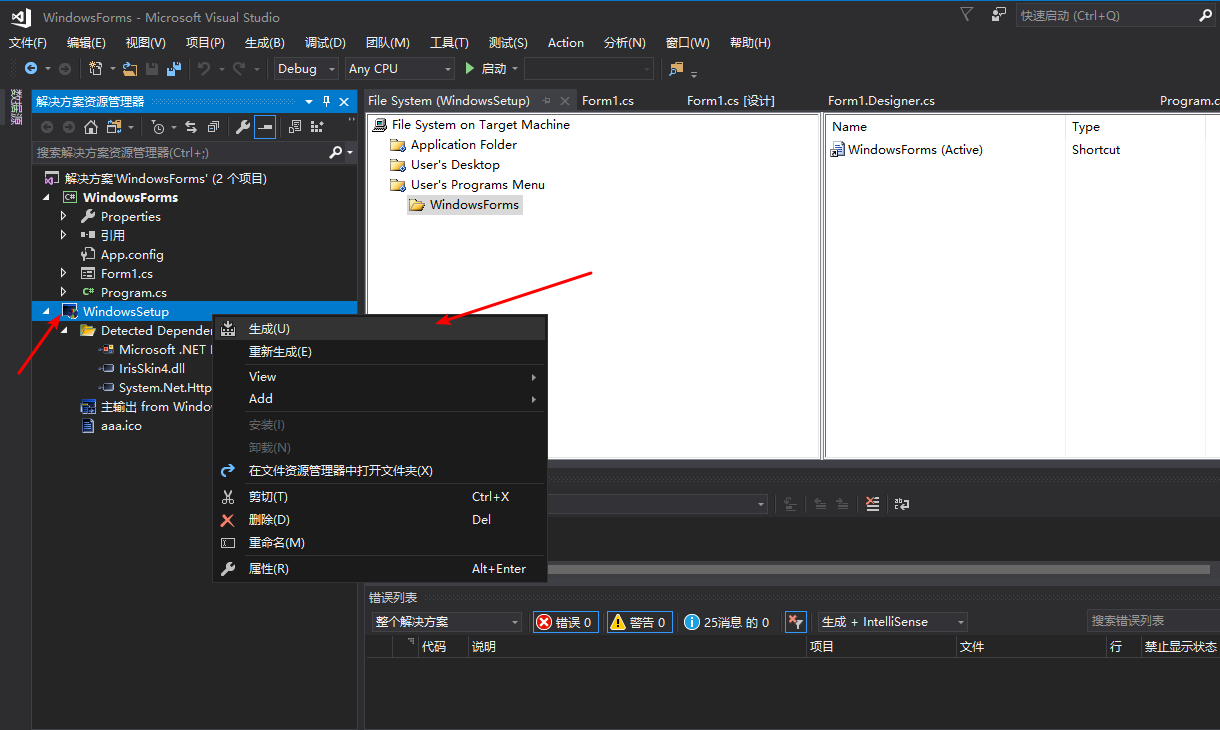 WindowsForms - Microsoft Visual Studio
快速启动 (Ctrl+Q)
文件(F) 编辑(E) 视图(V) 项目(P) 生成(B) 调试(D) 团队(M) 工具(T) 测试(S) Action 分析(N) 窗口(W) 帮助(H)
Debug Any CPU 启动
数据源
解决方案资源管理器
搜索解决方案资源管理器(Ctrl+;)
解决方案'WindowsForms' (2 个项目)
WindowsForms
Properties
引用
App.config
Form1.cs
Program.cs
WindowsSetup
Detected Depender
Microsoft .NET
IrisSkin4.dll
System.Net.Http
主输出 from Windo
aaa.ico
File System (WindowsSetup) Form1.cs Form1.cs [设计] Form1.Designer.cs Program.c
File System on Target Machine
Application Folder
User's Desktop
User's Programs Menu
WindowsForms
Name Type
WindowsForms (Active) Shortcut
生成(U)
重新生成(E)
View
Add
安装(I)
卸载(N)
在文件资源管理器中打开文件夹(X)
剪切(T) Ctrl+X
删除(D) Del
重命名(M)
属性(R) Alt+Enter
错误列表
整个解决方案 错误 0 警告 0 25消息 的 0 生成 + IntelliSense 搜索错误列表
代码 说明 项目 文件 行 禁止显示状态